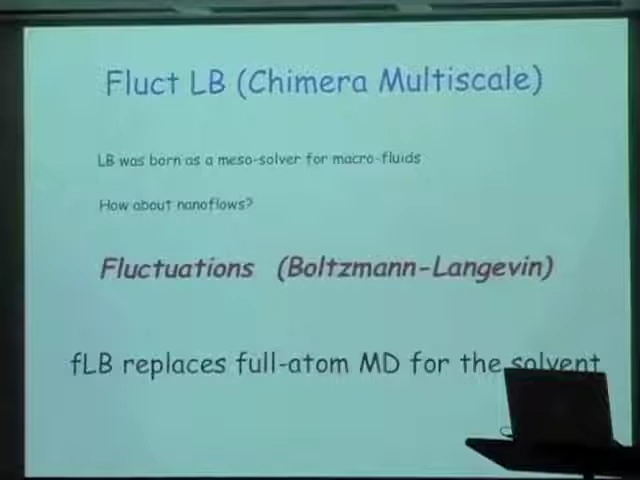 Fluct LB (Chimera Multiscale)
LB was born as a meso-solver for macro-fluids
How about nanoflows?
Fluctuations (Boltzmann-Langevin)
fLB replaces full-atom MD for the solvent